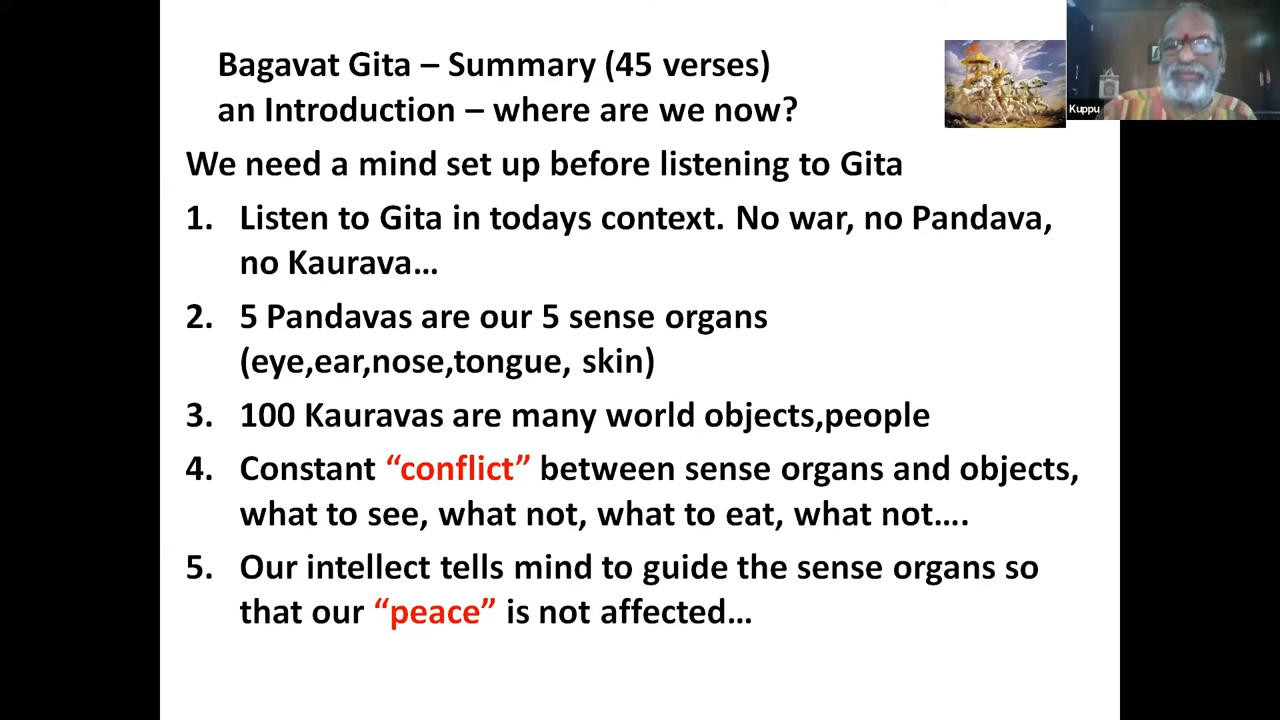 Bagavat Gita – Summary (45 verses)
an Introduction – where are we now?
Kuppu
We need a mind set up before listening to Gita
1. Listen to Gita in todays context. No war, no Pandava,
no Kaurava...
2. 5 Pandavas are our 5 sense organs
(eye,ear,nose,tongue, skin)
3. 100 Kauravas are many world objects,people
4. Constant “conflict” between sense organs and objects,
what to see, what not, what to eat, what not....
5. Our intellect tells mind to guide the sense organs so
that our “peace” is not affected...